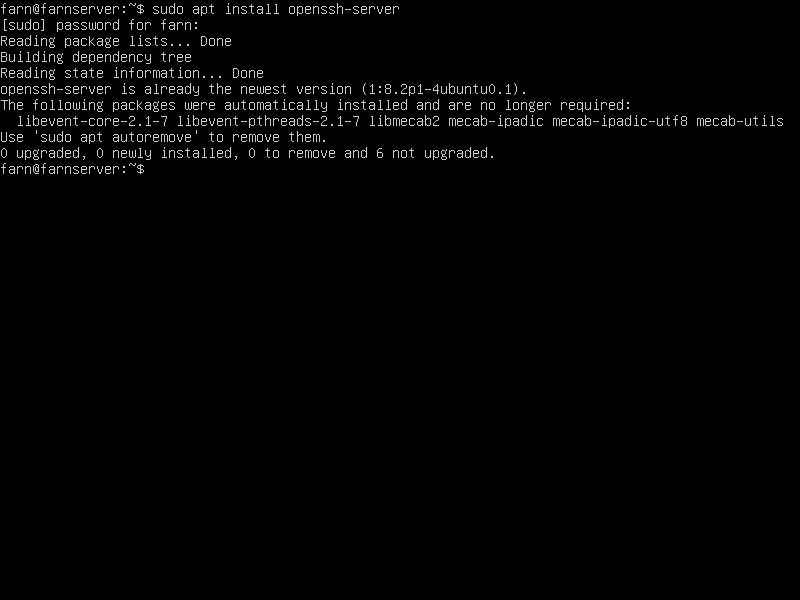 farn@farnserver:~$ sudo apt install openssh-server
[sudo] password for farn:
Reading package lists... Done
Building dependency tree
Reading state information... Done
openssh-server is already the newest version (1:8.2p1-4ubuntu0.1).
The following packages were automatically installed and are no longer required:
  libevent-core-2.1-7 libevent-pthreads-2.1-7 libmecab2 mecab-ipadic mecab-ipadic-utf8 mecab-utils
Use 'sudo apt autoremove' to remove them.
0 upgraded, 0 newly installed, 0 to remove and 6 not upgraded.
farn@farnserver:~$